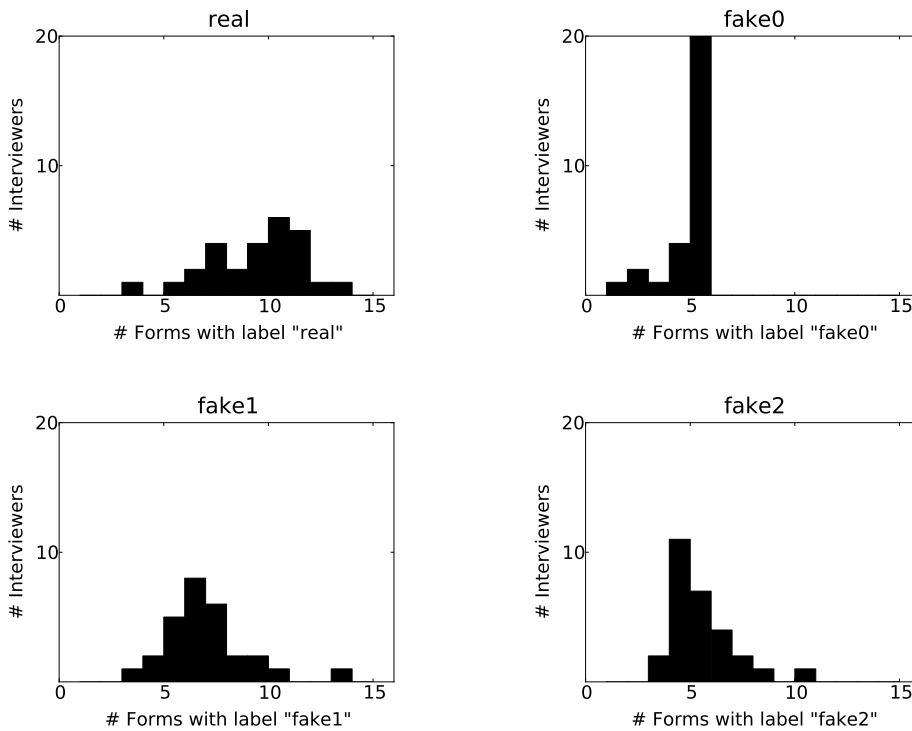 real
20
10
# Interviewers
0 5 10 15
# Forms with label "real"
fake0
20
10
# Interviewers
0 5 10 15
# Forms with label "fake0"
fake1
20
10
# Interviewers
0 5 10 15
# Forms with label "fake1"
fake2
20
10
# Interviewers
0 5 10 15
# Forms with label "fake2"